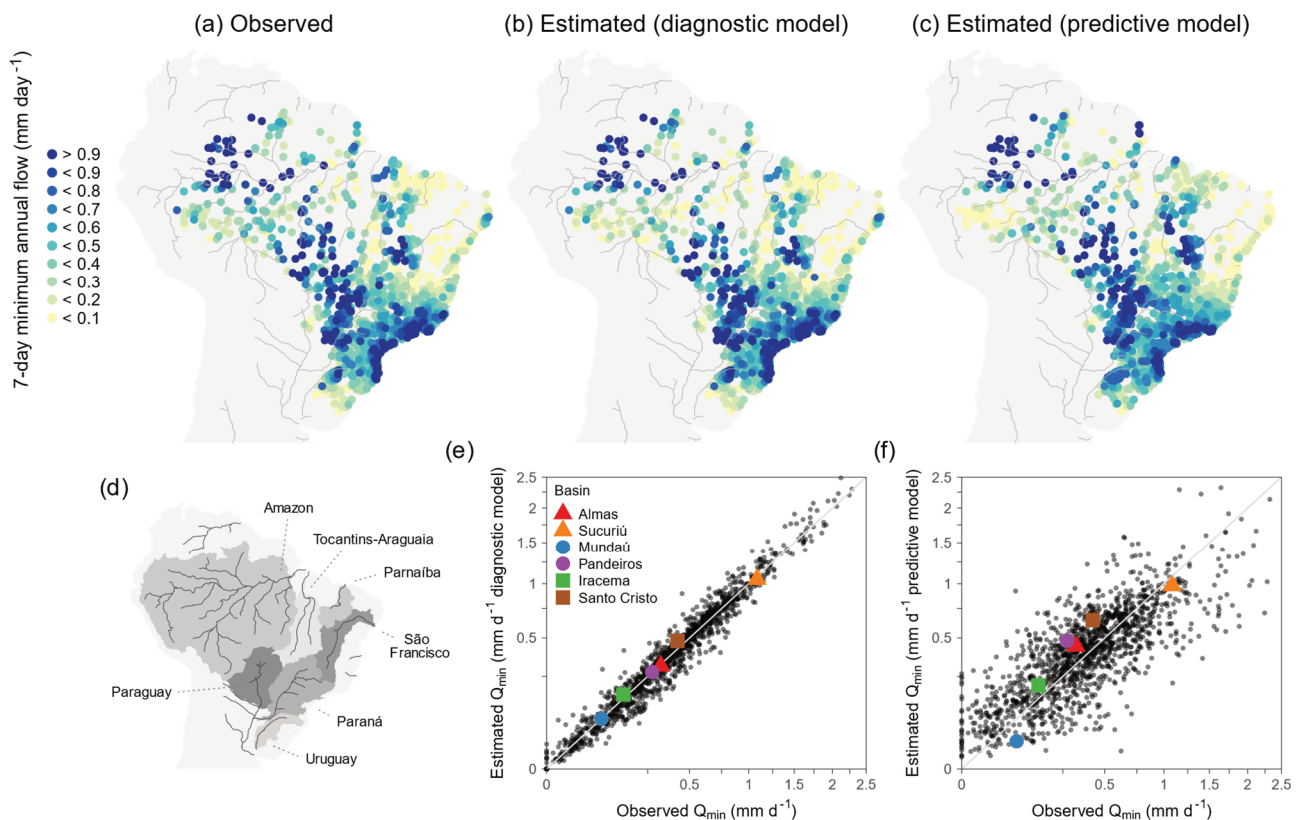 (a) Observed
(b) Estimated (diagnostic model)
(c) Estimated (predictive model)
7-day minimum annual flow (mm day⁻¹)
> 0.9
< 0.9
< 0.8
< 0.7
< 0.6
< 0.5
< 0.4
< 0.3
< 0.2
< 0.1
(d)
Amazon
Tocantins-Araguaia
Parnaíba
São
Francisco
Paraguay
Paraná
Uruguay
(e)
Estimated Qmin (mm d⁻¹) diagnostic model)
2.5
2
1.5
1
0.5
0
Basin
Almas
Sucuriú
Mundaú
Pandeiros
Iracema
Santo Cristo
0
0.5
1
1.5
2
2.5
Observed Qmin (mm d⁻¹)
(f)
Estimated Qmin (mm d⁻¹ predictive model)
2.5
2
1.5
1
0.5
0
0
0.5
1
1.5
2
2.5
Observed Qmin (mm d⁻¹)